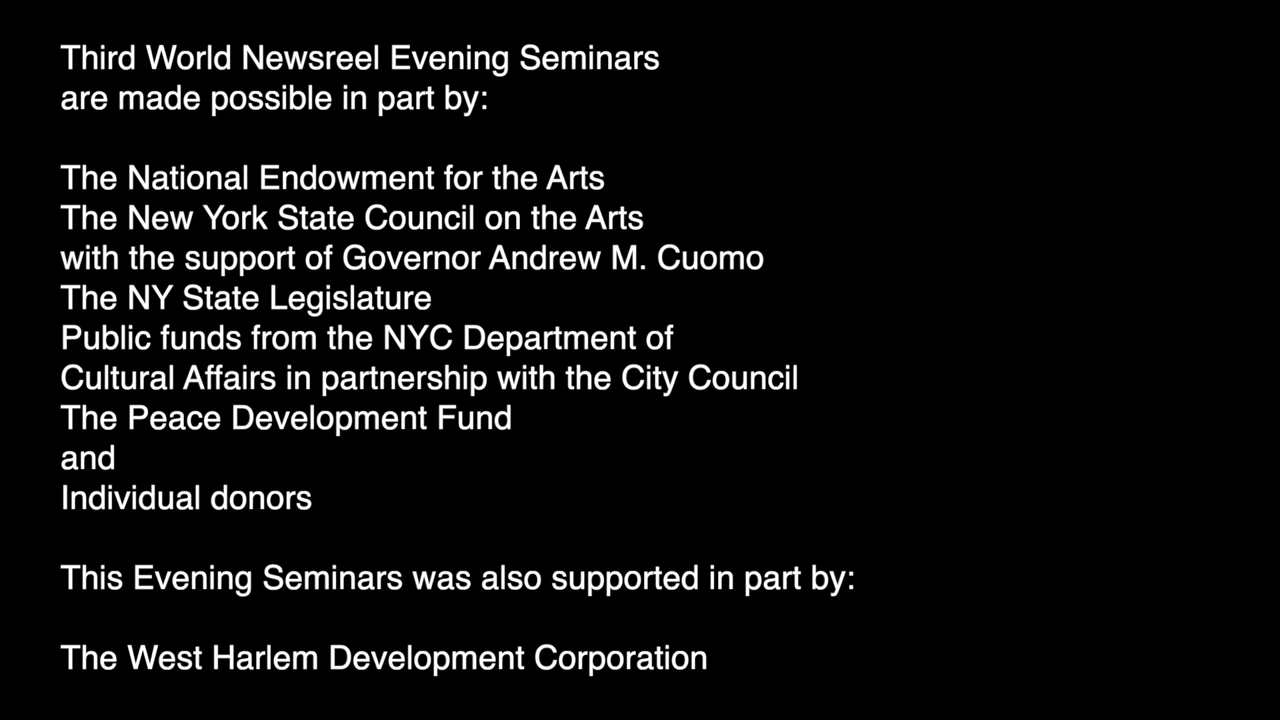 Third World Newsreel Evening Seminars
are made possible in part by:
The National Endowment for the Arts
The New York State Council on the Arts
with the support of Governor Andrew M. Cuomo
The NY State Legislature
Public funds from the NYC Department of
Cultural Affairs in partnership with the City Council
The Peace Development Fund
and
Individual donors
This Evening Seminars was also supported in part by:
The West Harlem Development Corporation